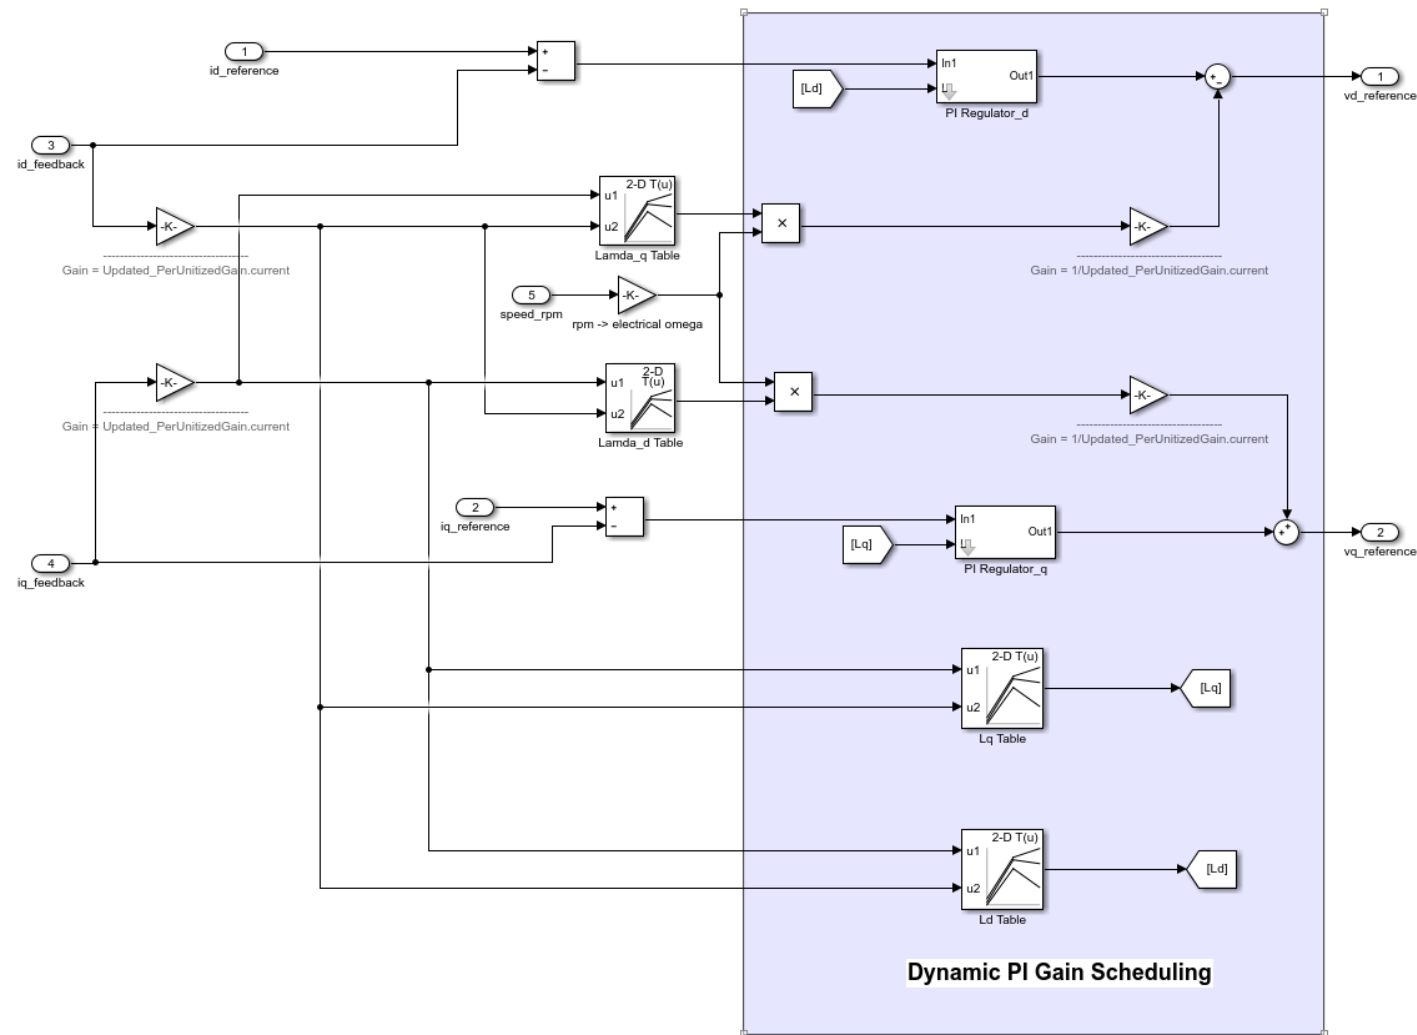 1
id_reference
+
−
[Ld]
In1
L
Out1
PI Regulator_d
+
−
1
vd_reference
3
id_feedback
-K-
Gain = Updated_PerUnitizedGain.current
2-D T(u)
u1
u2
Lamda_q Table
×
-K-
Gain = 1/Updated_PerUnitizedGain.current
5
speed_rpm
-K-
rpm -> electrical omega
-K-
Gain = Updated_PerUnitizedGain.current
2-D
T(u)
u1
u2
Lamda_d Table
×
-K-
Gain = 1/Updated_PerUnitizedGain.current
2
iq_reference
+
−
[Lq]
In1
L
Out1
PI Regulator_q
+
+
2
vq_reference
4
iq_feedback
2-D T(u)
u1
u2
Lq Table
[Lq]
2-D T(u)
u1
u2
Ld Table
[Ld]
Dynamic PI Gain Scheduling